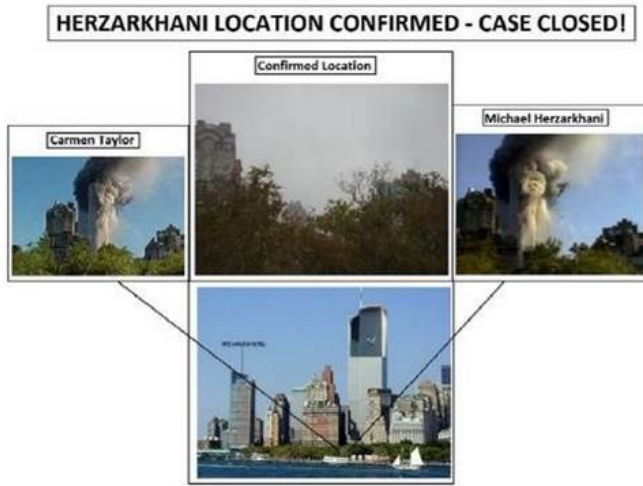 HERZARKHANI LOCATION CONFIRMED - CASE CLOSED!
Confirmed Location
Carmen Taylor
Michael Herzarkhani